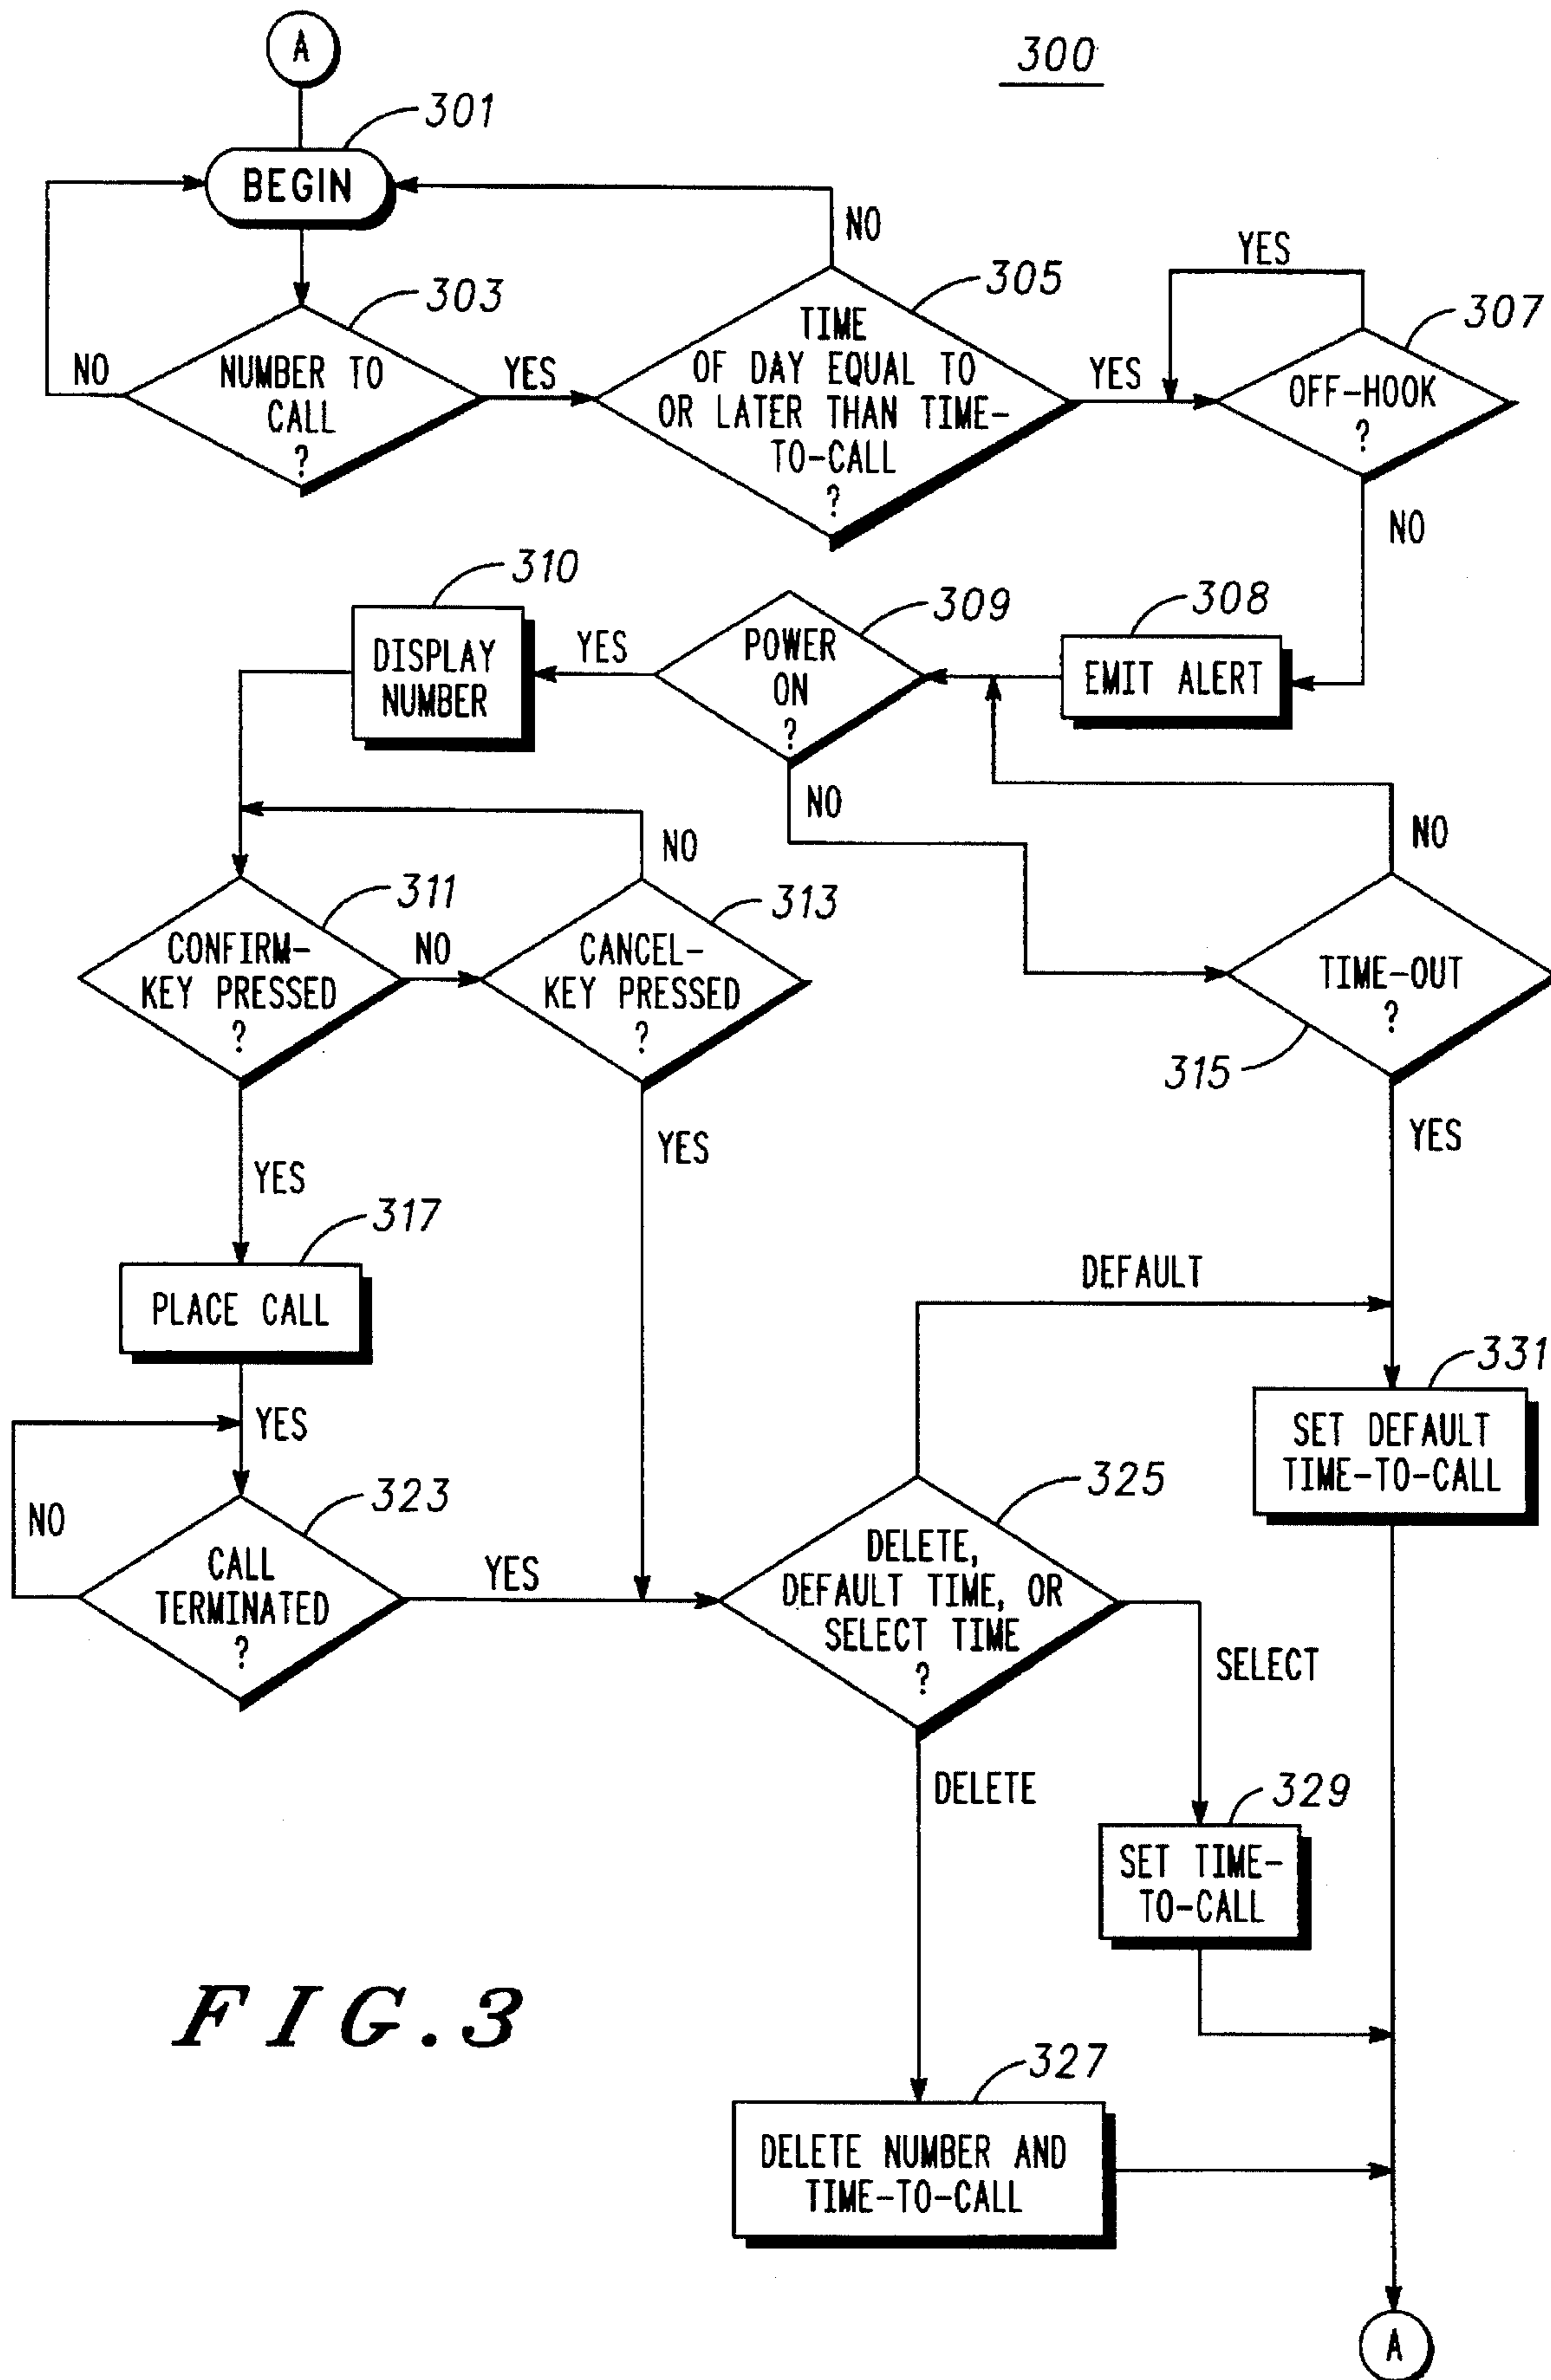 A
300
301
BEGIN
NO
303
NUMBER TO
CALL
?
NO
YES
305
TIME
OF DAY EQUAL TO
OR LATER THAN TIME-
TO-CALL
?
YES
YES
307
OFF-HOOK
?
NO
308
EMIT ALERT
309
POWER
ON
?
YES
NO
310
DISPLAY
NUMBER
311
CONFIRM-
KEY PRESSED
?
NO
313
CANCEL-
KEY PRESSED
?
NO
NO
TIME-OUT
?
315
YES
YES
YES
317
PLACE CALL
YES
DEFAULT
331
SET DEFAULT
TIME-TO-CALL
NO
323
CALL
TERMINATED
?
YES
325
DELETE,
DEFAULT TIME, OR
SELECT TIME
?
SELECT
DELETE
329
SET TIME-
TO-CALL
FIG.3
327
DELETE NUMBER AND
TIME-TO-CALL
A